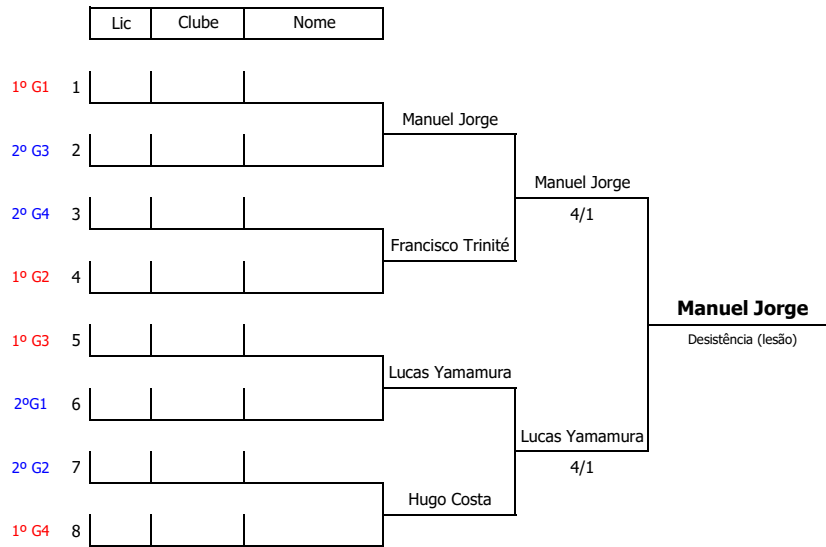 Lic Clube Nome
1º G1 1
Manuel Jorge
2º G3 2
Manuel Jorge
2º G4 3
4/1
Francisco Trinité
1º G2 4
Manuel Jorge
1º G3 5
Desistência (lesão)
Lucas Yamamura
2ºG1 6
Lucas Yamamura
2º G2 7
4/1
Hugo Costa
1º G4 8